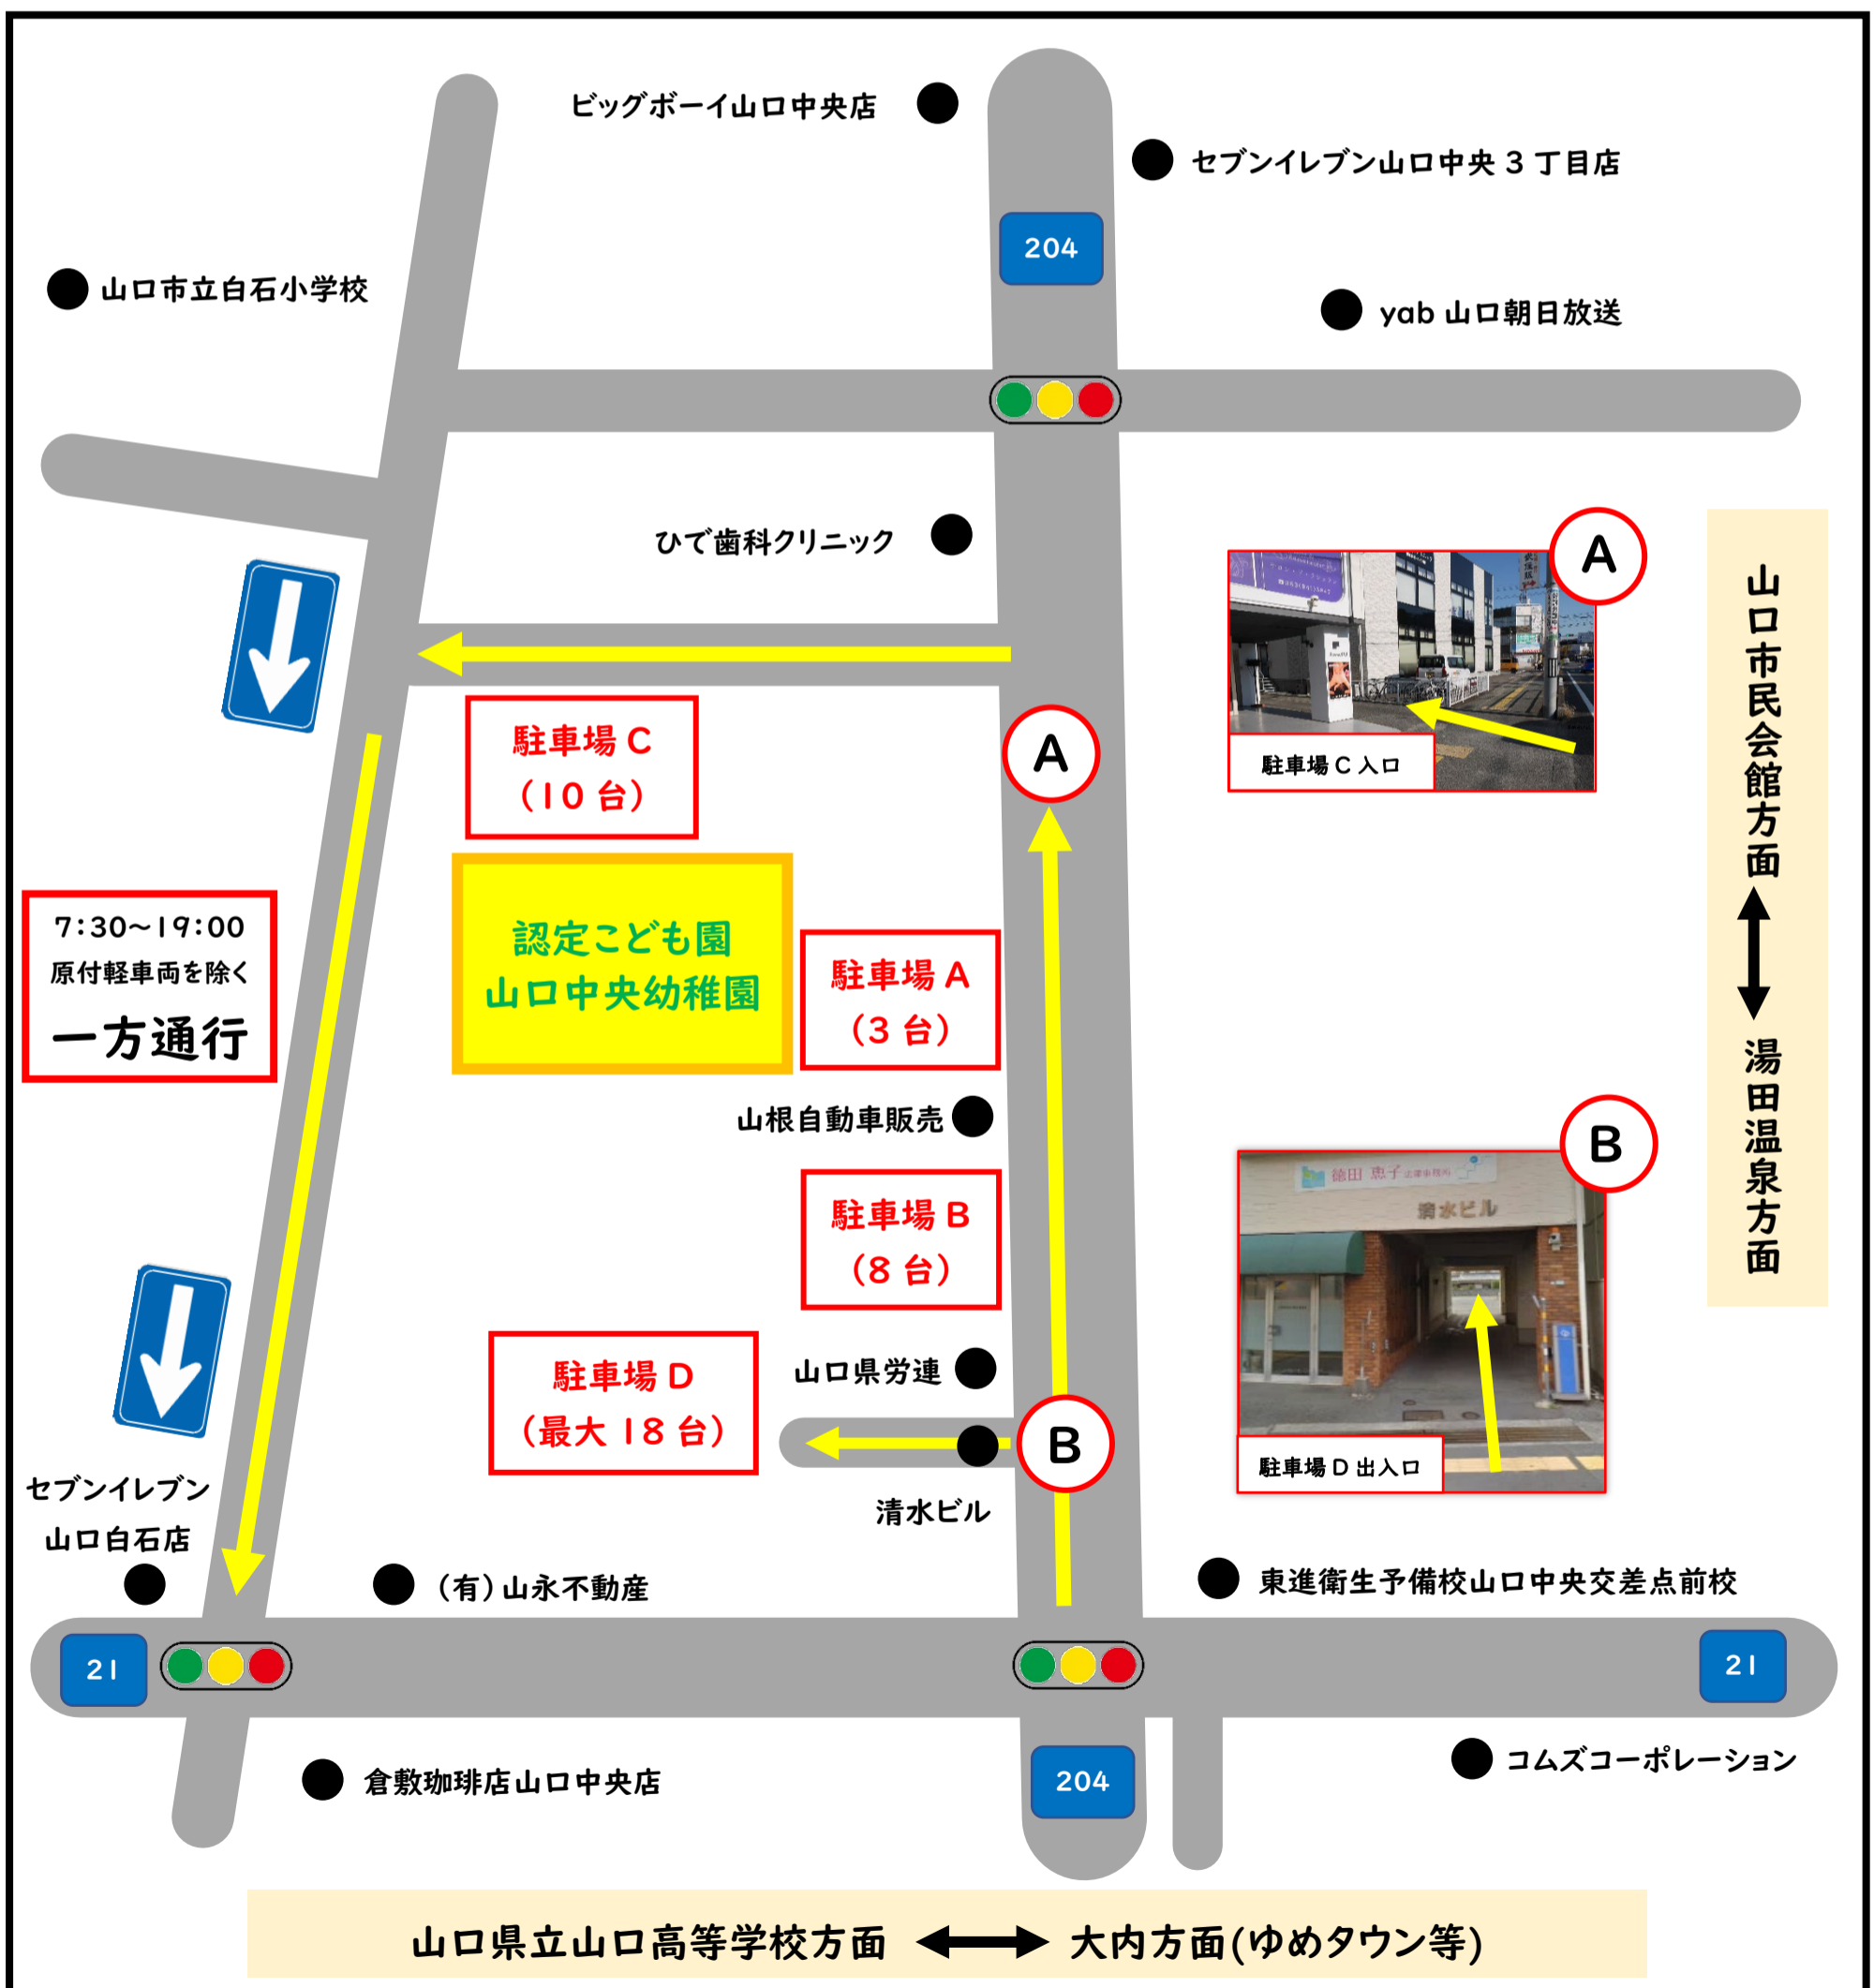 ビッグボーイ山口中央店
セブンイレブン山口中央3丁目店
204
山口市立白石小学校
yab山口朝日放送
ひで歯科クリニック
A
駐車場C入口
山口市民会館方面
湯田温泉方面
駐車場C
(10台)
A
7:30～19:00
原付軽車両を除く
一方通行
認定こども園
山口中央幼稚園
駐車場A
(3台)
山根自動車販売
駐車場B
(8台)
B
徳田 恵子
清水ビル
駐車場D出入口
駐車場D
(最大18台)
山口県労連
B
清水ビル
セブンイレブン
山口白石店
(有)山永不動産
東進衛生予備校山口中央交差点前校
21
21
倉敷珈琲店山口中央店
204
コムズコーポレーション
山口県立山口高等学校方面
大内方面(ゆめタウン等)